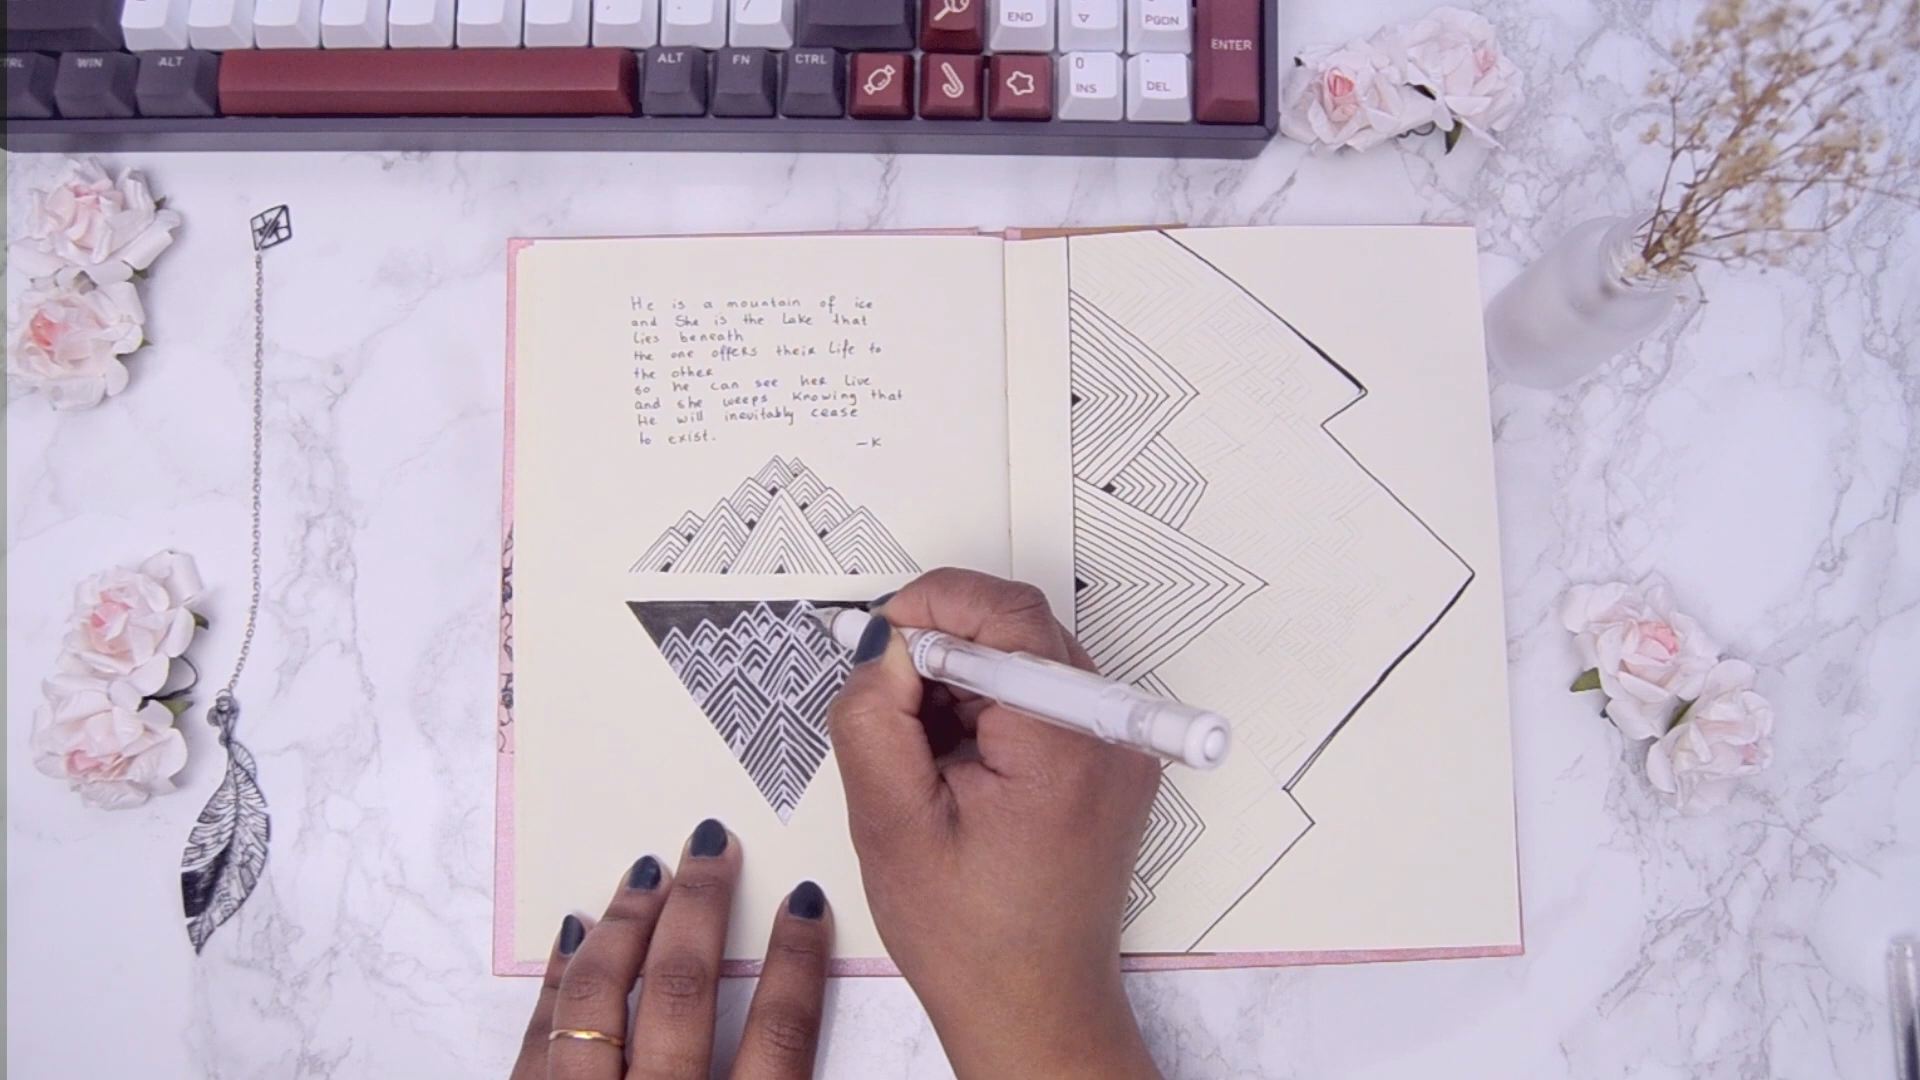 CTRL WIN ALT ALT FN CTRL
END
PGDN
ENTER
0
INS
DEL
He is a mountain of ice
and She is the Lake that
Lies beneath
the one offers their Life to
the other
so he can see her Live
and she weeps Knowing that
He will inevitably cease
to exist.
—K